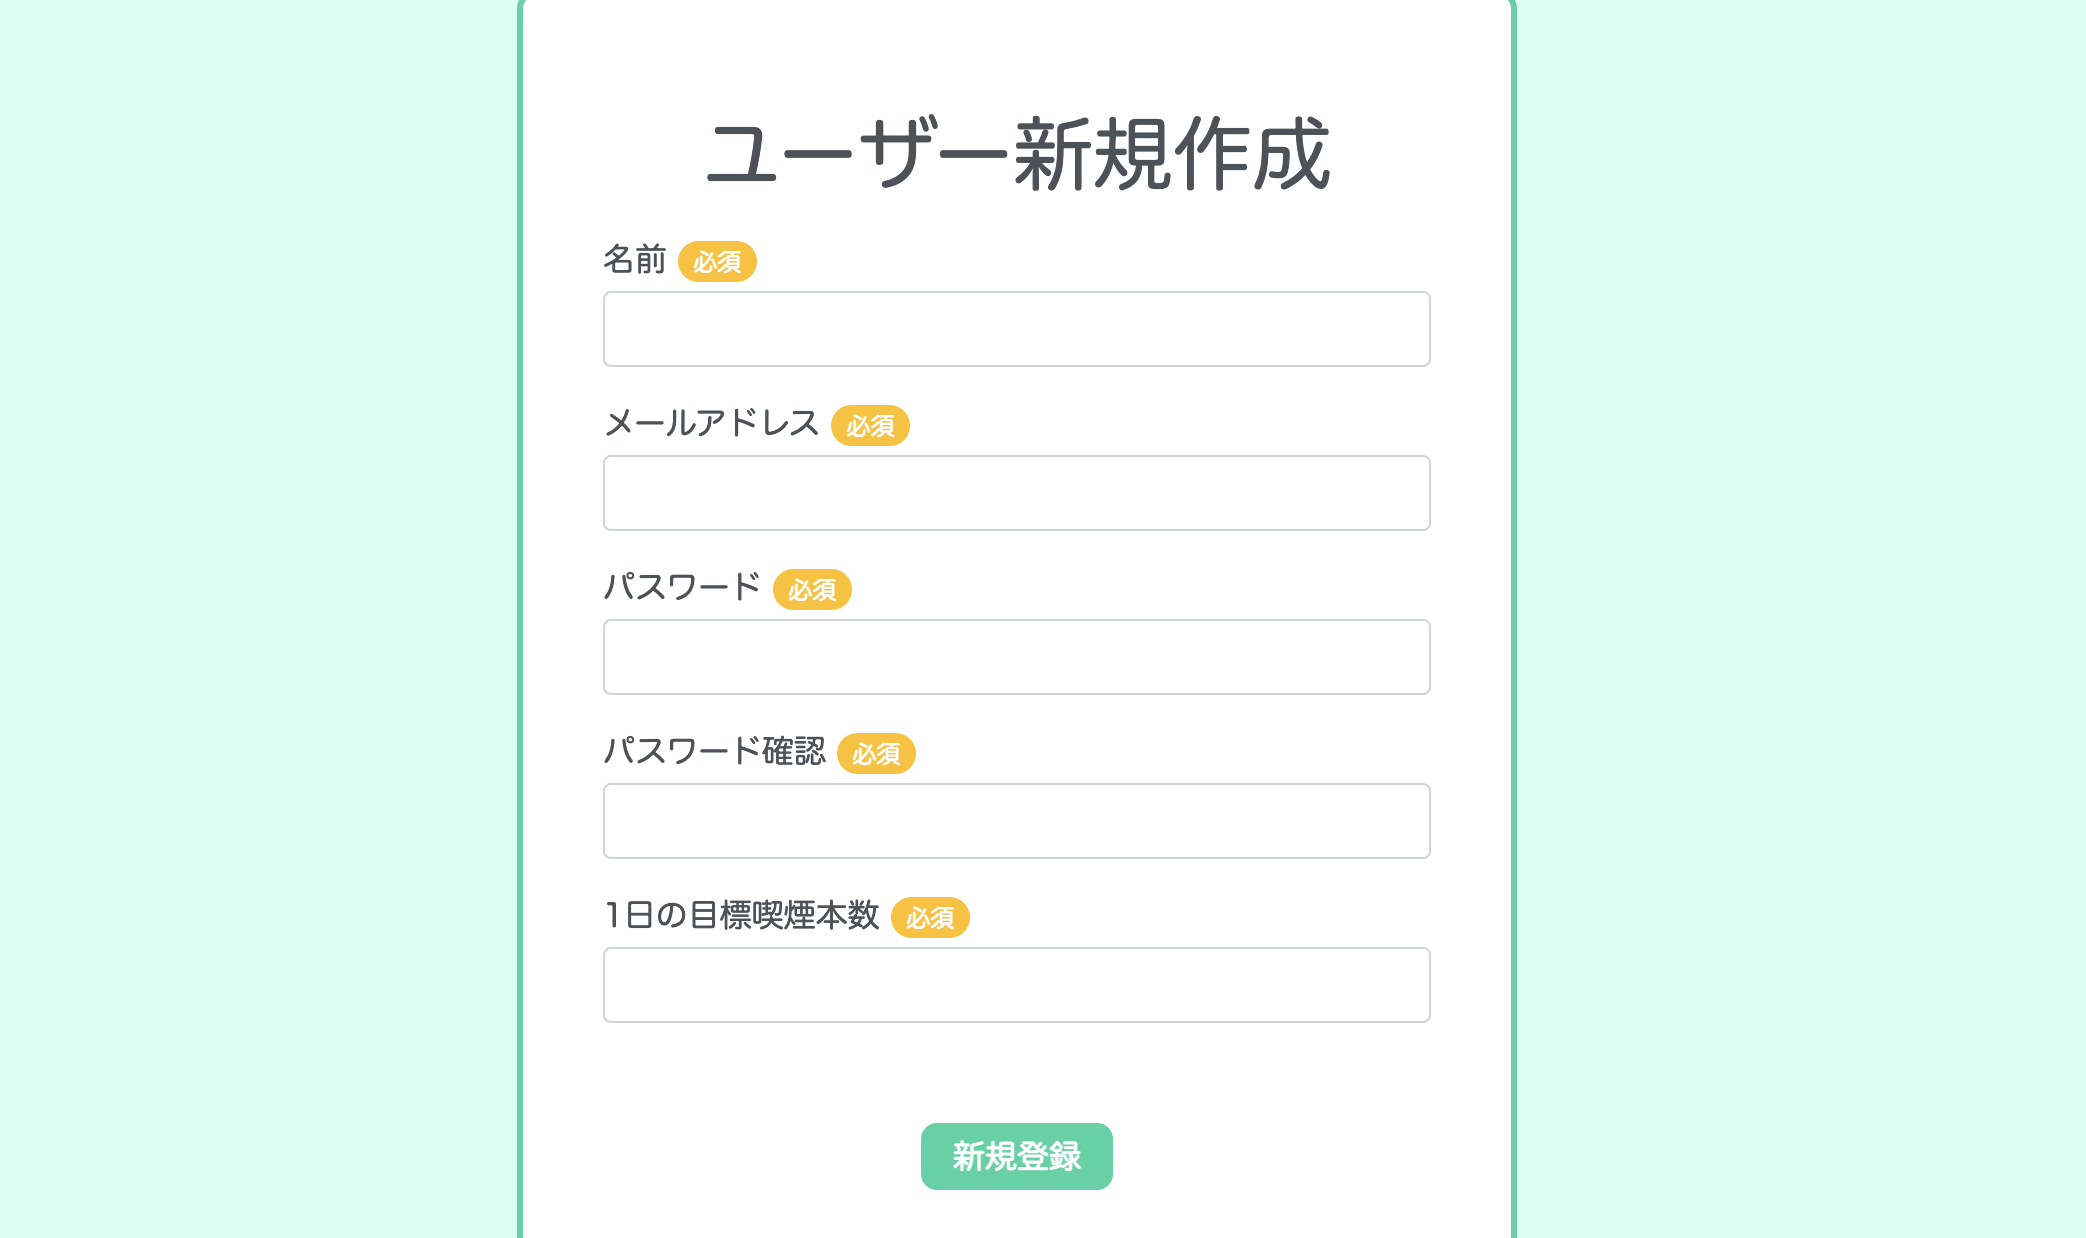 ユーザー新規作成
名前 必須
メールアドレス 必須
パスワード 必須
パスワード確認 必須
1日の目標喫煙本数 必須
新規登録